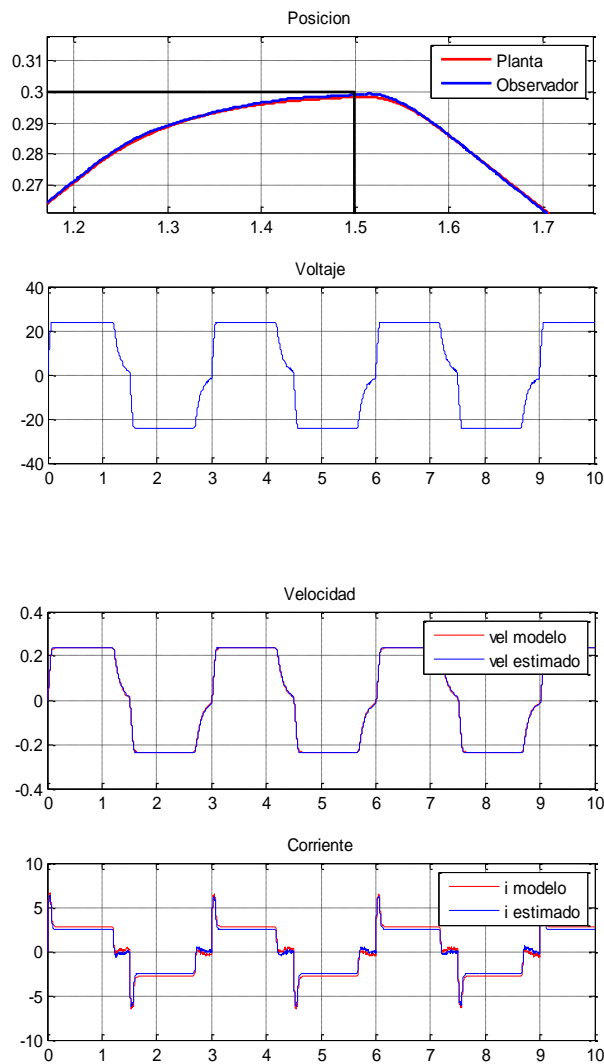 Posicion
0.31
0.3
0.29
0.28
0.27
1.2 1.3 1.4 1.5 1.6 1.7
Planta
Observador
Voltaje
40
20
0
-20
-40
0 1 2 3 4 5 6 7 8 9 10
Velocidad
0.4
0.2
0
-0.2
-0.4
0 1 2 3 4 5 6 7 8 9 10
vel modelo
vel estimado
Corriente
10
5
0
-5
-10
0 1 2 3 4 5 6 7 8 9 10
i modelo
i estimado